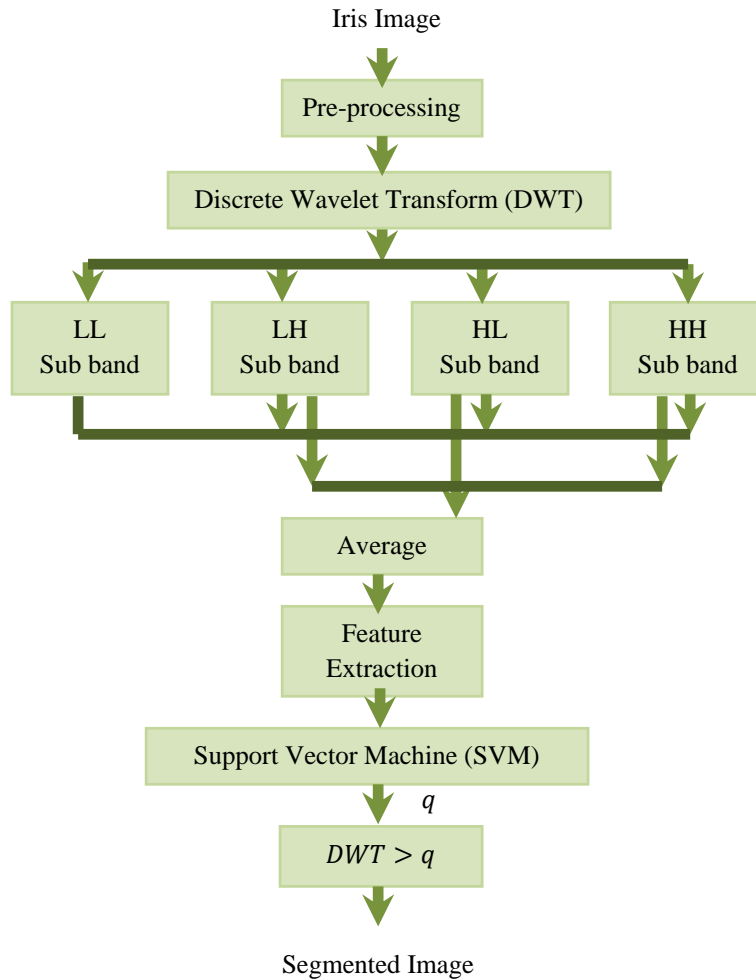 Iris Image
Pre-processing
Discrete Wavelet Transform (DWT)
LL
Sub band
LH
Sub band
HL
Sub band
HH
Sub band
Average
Feature
Extraction
Support Vector Machine (SVM)
q
DWT > q
Segmented Image